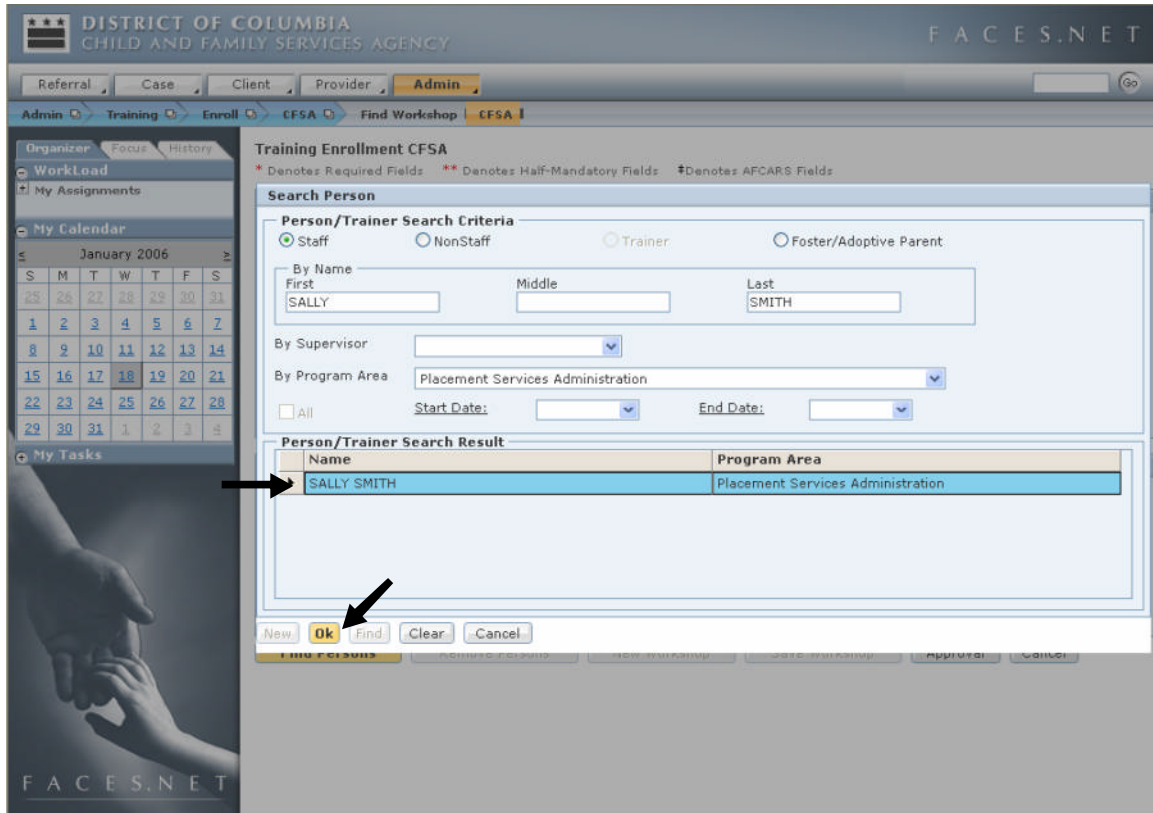 DISTRICT OF COLUMBIA
CHILD AND FAMILY SERVICES AGENCY
FACES.NET
Referral Case Client Provider Admin Go
Admin Training Enroll CFSA Find Workshop | CFSA
Organizer Focus History
WorkLoad
My Assignments
My Calendar
< January 2006 >
S M T W T F S
25 26 27 28 29 30 31
1 2 3 4 5 6 7
8 9 10 11 12 13 14
15 16 17 18 19 20 21
22 23 24 25 26 27 28
29 30 31 1 2 3 4
My Tasks
FACES.NET
Training Enrollment CFSA
* Denotes Required Fields ** Denotes Half-Mandatory Fields ‡Denotes AFCARS Fields
Search Person
Person/Trainer Search Criteria
Staff NonStaff Trainer Foster/Adoptive Parent
By Name
First Middle Last
SALLY SMITH
By Supervisor
By Program Area Placement Services Administration
All Start Date: End Date:
Person/Trainer Search Result
Name Program Area
SALLY SMITH Placement Services Administration
New Ok Find Clear Cancel
Find Persons Remove Persons New Workshop Save Workshop Approval Cancel